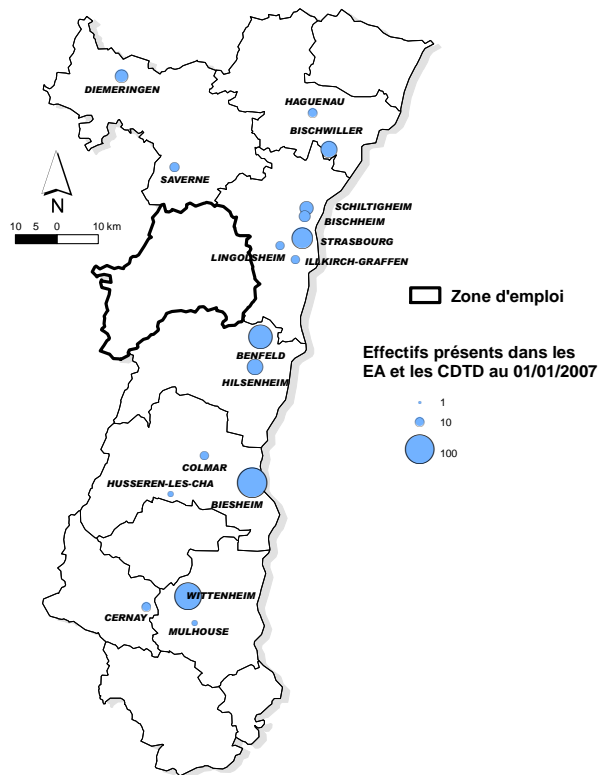 DIEMERINGEN
HAGUENAU
BISCHWILLER
SAVERNE
N
10 5 0 10 km
SCHILTIGHEIM
BISCHHEIM
STRASBOURG
LINGOLSHEIM
ILLKIRCH-GRAFFEN
Zone d'emploi
BENFELD
HILSENHEIM
Effectifs présents dans les
EA et les CDTD au 01/01/2007
1
10
100
COLMAR
HUSSEREN-LES-CHA
BIESHEIM
WITTENHEIM
CERNAY
MULHOUSE